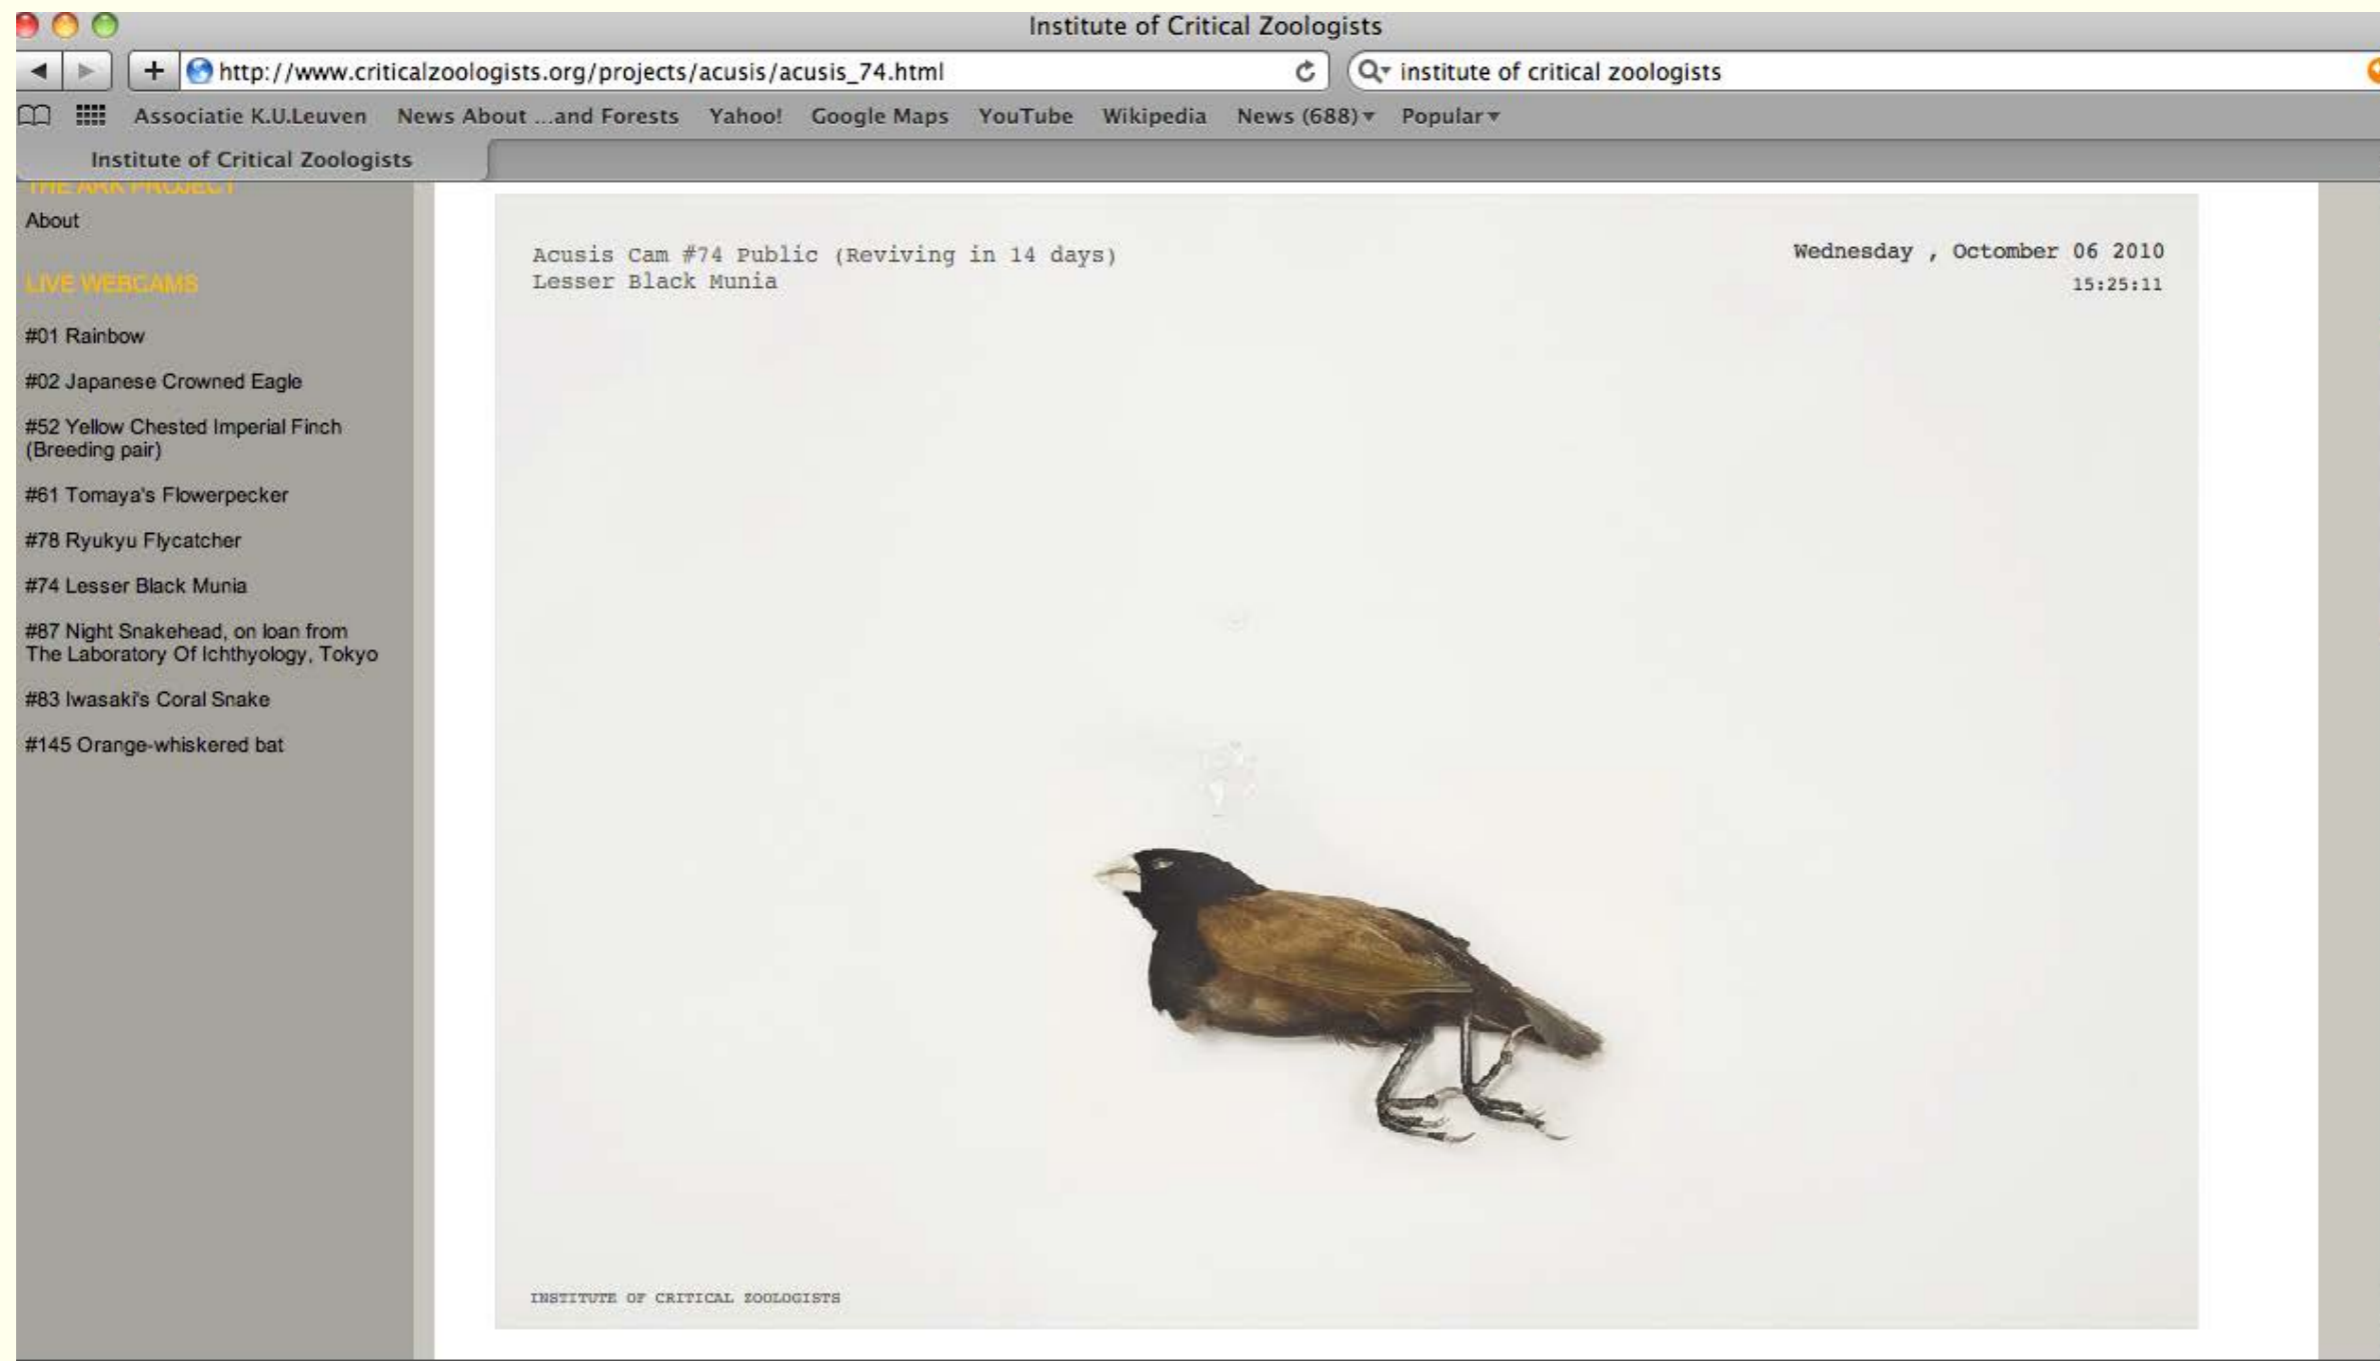 Institute of Critical Zoologists
http://www.criticalzoologists.org/projects/acusis/acusis_74.html
institute of critical zoologists
Associatie K.U.Leuven News About ...and Forests Yahoo! Google Maps YouTube Wikipedia News (688) Popular
Institute of Critical Zoologists
THE ARK PROJECT
About
LIVE WEBCAMS
#01 Rainbow
#02 Japanese Crowned Eagle
#52 Yellow Chested Imperial Finch
(Breeding pair)
#61 Tomaya's Flowerpecker
#78 Ryukyu Flycatcher
#74 Lesser Black Munia
#87 Night Snakehead, on loan from
The Laboratory Of Ichthyology, Tokyo
#83 Iwasaki's Coral Snake
#145 Orange-whiskered bat
Acusis Cam #74 Public (Reviving in 14 days)
Lesser Black Munia
Wednesday , Octomber 06 2010
15:25:11
INSTITUTE OF CRITICAL ZOOLOGISTS